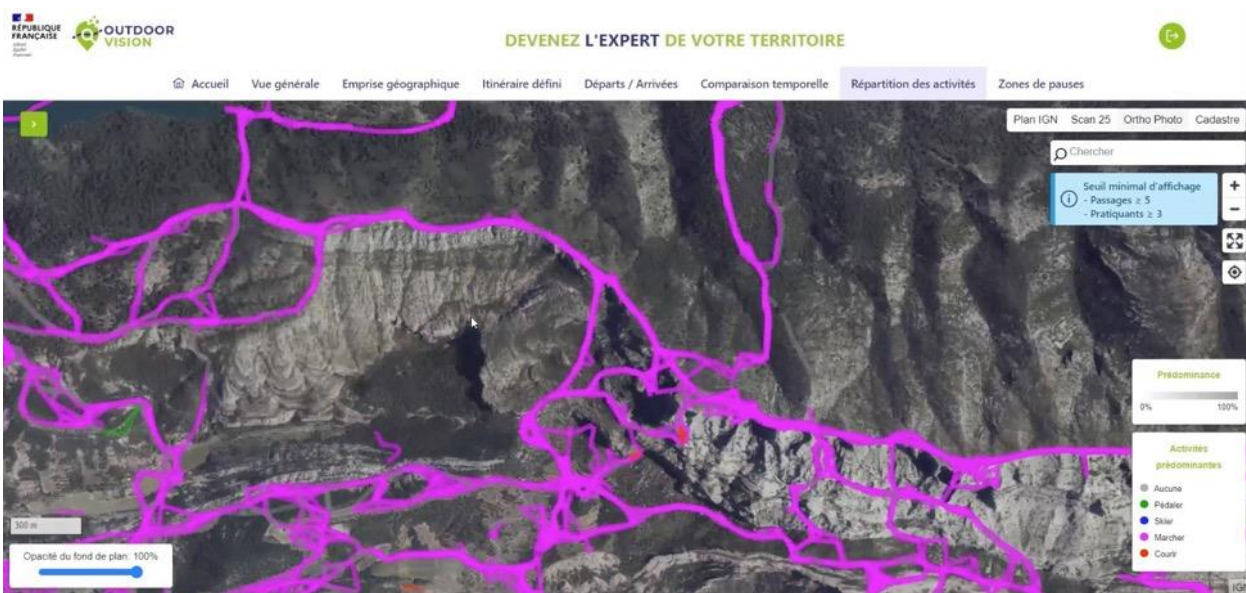 RÉPUBLIQUE
FRANÇAISE
OUTDOOR
VISION
DEVENEZ L'EXPERT DE VOTRE TERRITOIRE
Accueil Vue générale Emprise géographique Itinéraire défini Départs / Arrivées Comparaison temporelle Répartition des activités Zones de pauses
Plan IGN Scan 25 Ortho Photo Cadastre
Chercher
Seuil minimal d'affichage
- Passages ≥ 5
- Pratiquants ≥ 3
+
−
Prédominance
0% 100%
Activités
prédominantes
Aucune
Pédaler
Skier
Marcher
Courir
300 m
Opacité du fond de plan: 100%